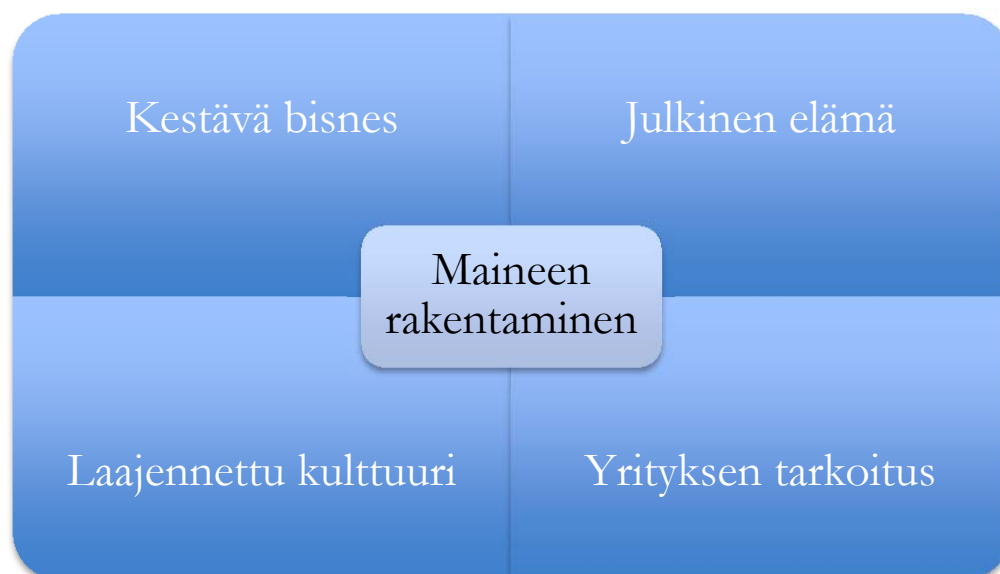 Kestävä bisnes
Julkinen elämä
Maineen
rakentaminen
Laajennettu kulttuuri
Yrityksen tarkoitus